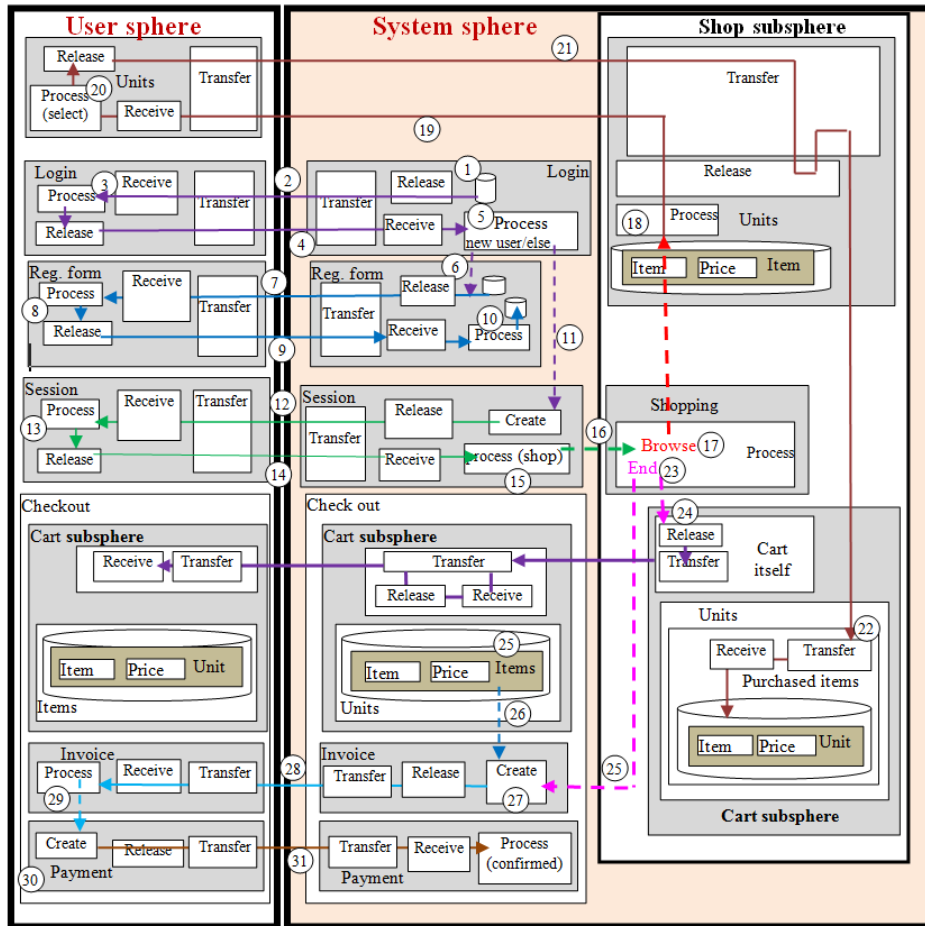 User sphere
System sphere
Shop subsphere
Release
Units
Transfer
20
Process
(select)
Receive
21
Transfer
19
Release
18
Process
Units
Item
Price
Item
Login
3
Process
Receive
Transfer
Release
2
4
Release
1
Login
Transfer
5
Receive
Process
new user/else
Reg. form
Process
Receive
Transfer
8
Release
7
9
Reg. form
6
Release
Transfer
10
Receive
Process
11
Session
Process
Receive
Transfer
13
Release
12
14
Session
Release
Create
Transfer
Receive
process (shop)
15
16
Shopping
Browse
17
Process
End
23
Checkout
Cart subsphere
Receive
Transfer
Item
Price
Unit
Items
Check out
Cart subsphere
Transfer
Release
Receive
25
Item
Price
Items
Units
26
24
Release
Transfer
Cart
itself
Units
22
Receive
Transfer
Purchased items
Item
Price
Unit
Cart subsphere
Invoice
Process
Receive
Transfer
29
28
Invoice
Transfer
Release
Create
27
25
Create
Release
Transfer
30
Payment
31
Transfer
Receive
Process
(confirmed)
Payment